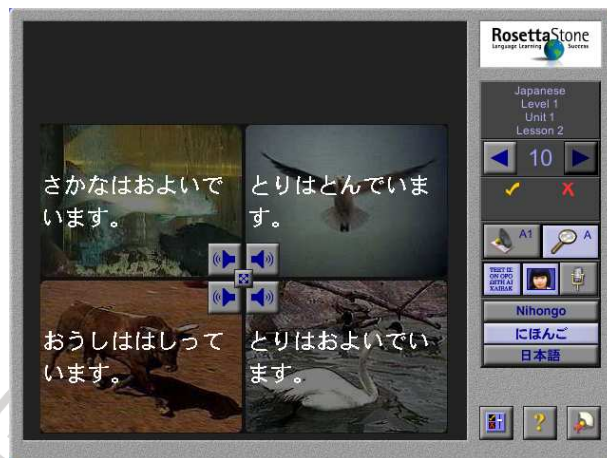 RosettaStone
Language Learning Success
Japanese
Level 1
Unit 1
Lesson 2
10
さかなはおよいで
います。
とりはとんでいま
す。
おうしははしって
います。
とりはおよいでい
ます。
A1
A
Nihongo
にほんご
日本語
?